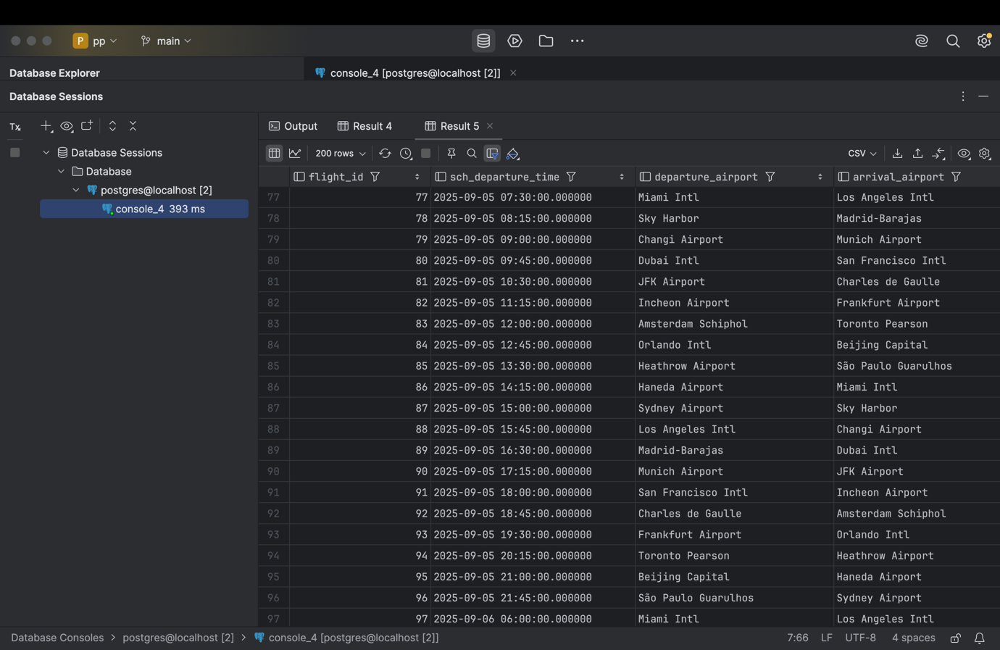 P pp main
Database Explorer
console_4 [postgres@localhost [2]]
Database Sessions
Tx
Output Result 4 Result 5
200 rows CSV
Database Sessions
Database
postgres@localhost [2]
console_4 393 ms
flight_id sch_departure_time departure_airport arrival_airport
77 77 2025-09-05 07:30:00.000000 Miami Intl Los Angeles Intl
78 78 2025-09-05 08:15:00.000000 Sky Harbor Madrid-Barajas
79 79 2025-09-05 09:00:00.000000 Changi Airport Munich Airport
80 80 2025-09-05 09:45:00.000000 Dubai Intl San Francisco Intl
81 81 2025-09-05 10:30:00.000000 JFK Airport Charles de Gaulle
82 82 2025-09-05 11:15:00.000000 Incheon Airport Frankfurt Airport
83 83 2025-09-05 12:00:00.000000 Amsterdam Schiphol Toronto Pearson
84 84 2025-09-05 12:45:00.000000 Orlando Intl Beijing Capital
85 85 2025-09-05 13:30:00.000000 Heathrow Airport São Paulo Guarulhos
86 86 2025-09-05 14:15:00.000000 Haneda Airport Miami Intl
87 87 2025-09-05 15:00:00.000000 Sydney Airport Sky Harbor
88 88 2025-09-05 15:45:00.000000 Los Angeles Intl Changi Airport
89 89 2025-09-05 16:30:00.000000 Madrid-Barajas Dubai Intl
90 90 2025-09-05 17:15:00.000000 Munich Airport JFK Airport
91 91 2025-09-05 18:00:00.000000 San Francisco Intl Incheon Airport
92 92 2025-09-05 18:45:00.000000 Charles de Gaulle Amsterdam Schiphol
93 93 2025-09-05 19:30:00.000000 Frankfurt Airport Orlando Intl
94 94 2025-09-05 20:15:00.000000 Toronto Pearson Heathrow Airport
95 95 2025-09-05 21:00:00.000000 Beijing Capital Haneda Airport
96 96 2025-09-05 21:45:00.000000 São Paulo Guarulhos Sydney Airport
97 97 2025-09-06 06:00:00.000000 Miami Intl Los Angeles Intl
Database Consoles > postgres@localhost [2] > console_4 [postgres@localhost [2]] 7:66 LF UTF-8 4 spaces